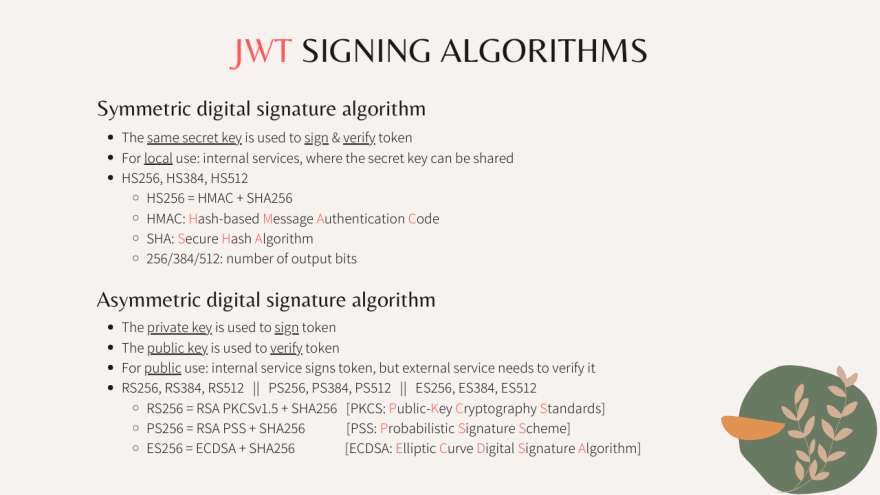 JWT SIGNING ALGORITHMS
Symmetric digital signature algorithm
• The same secret key is used to sign & verify token
• For local use: internal services, where the secret key can be shared
• HS256, HS384, HS512
○ HS256 = HMAC + SHA256
○ HMAC: Hash-based Message Authentication Code
○ SHA: Secure Hash Algorithm
○ 256/384/512: number of output bits
Asymmetric digital signature algorithm
• The private key is used to sign token
• The public key is used to verify token
• For public use: internal service signs token, but external service needs to verify it
• RS256, RS384, RS512 || PS256, PS384, PS512 || ES256, ES384, ES512
○ RS256 = RSA PKCSv1.5 + SHA256 [PKCS: Public-Key Cryptography Standards]
○ PS256 = RSA PSS + SHA256 [PSS: Probabilistic Signature Scheme]
○ ES256 = ECDSA + SHA256 [ECDSA: Elliptic Curve Digital Signature Algorithm]